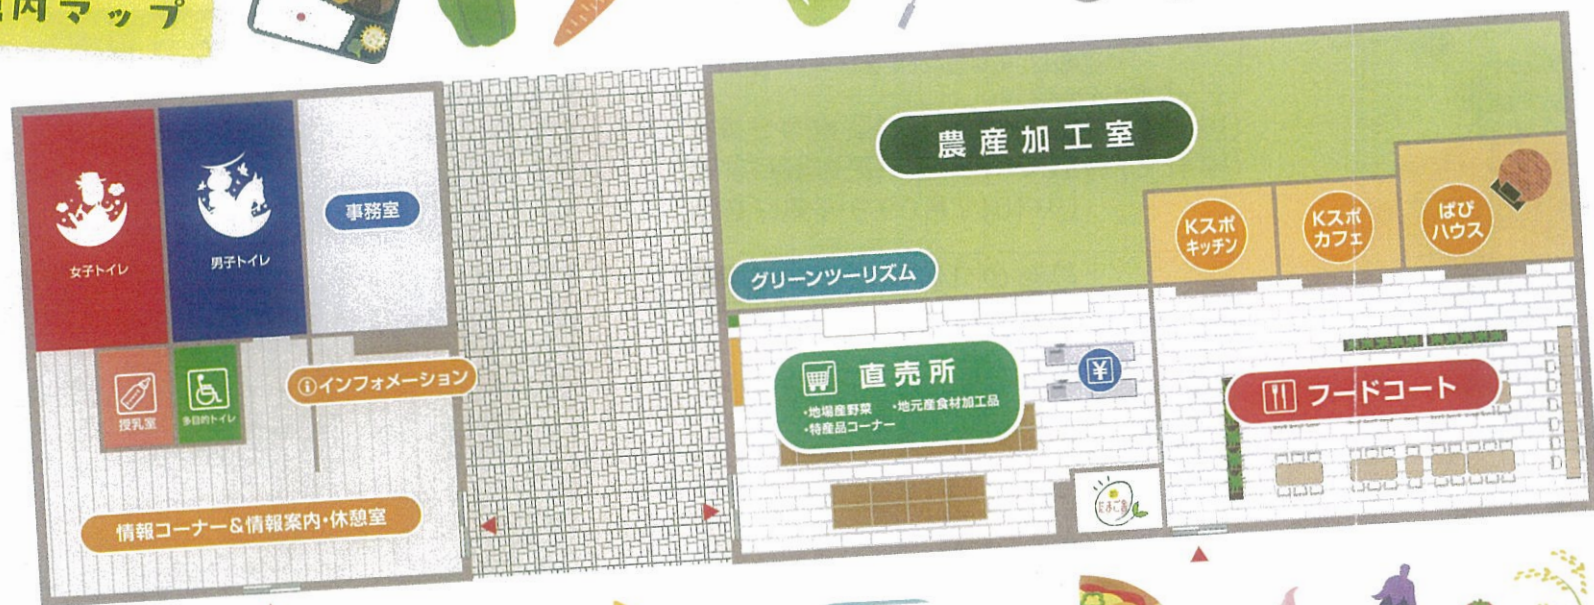 内マップ
農産加工室
Kスポ
キッチン
Kスポ
カフェ
ぱぴ
ハウス
事務室
女子トイレ
男子トイレ
グリーンツーリズム
直売所
・地場産野菜 ・地元産食材加工品
・特産品コーナー
¥
フードコート
iインフォメーション
授乳室
多目的トイレ
情報コーナー&情報案内・休憩室